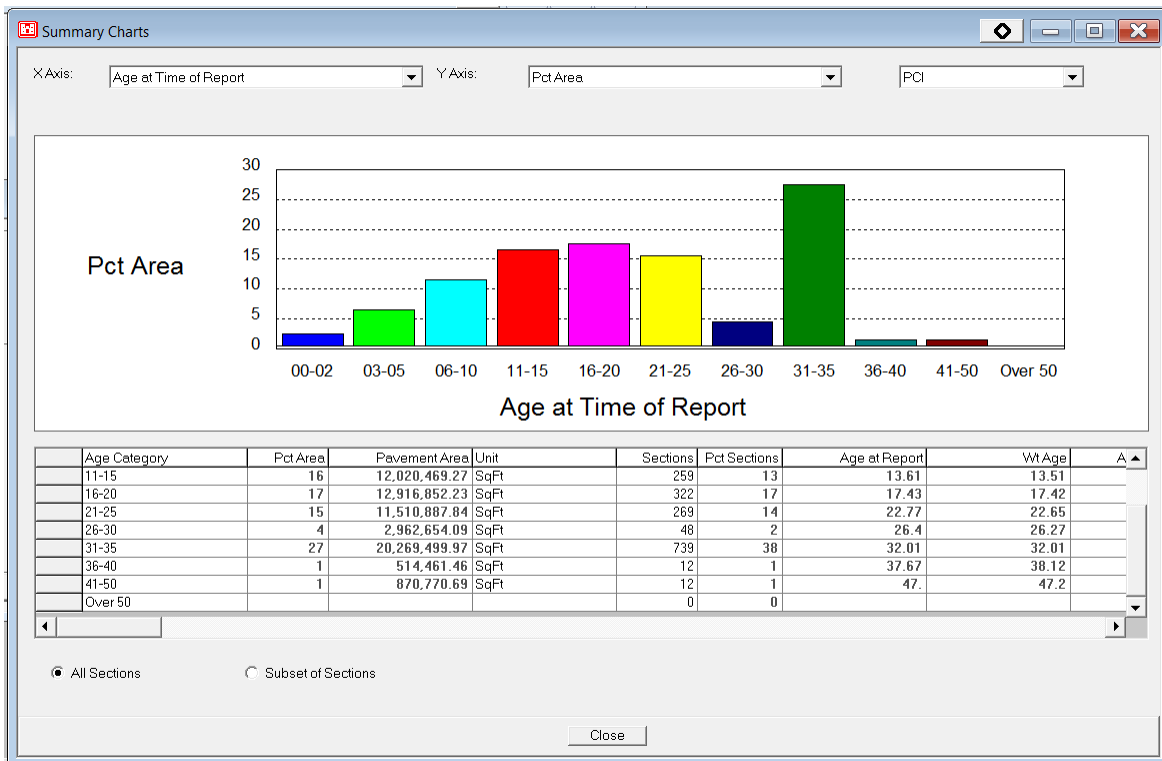 Summary Charts
X Axis: Age at Time of Report Y Axis: Pct Area PCI
30
25
20
15
10
5
0
Pct Area
00-02 03-05 06-10 11-15 16-20 21-25 26-30 31-35 36-40 41-50 Over 50
Age at Time of Report
Age Category Pct Area Pavement Area Unit Sections Pct Sections Age at Report Wt Age A
11-15 16 12,020,469.27 SqFt 259 13 13.61 13.51
16-20 17 12,916,852.23 SqFt 322 17 17.43 17.42
21-25 15 11,510,887.84 SqFt 269 14 22.77 22.65
26-30 4 2,962,654.09 SqFt 48 2 26.4 26.27
31-35 27 20,269,499.97 SqFt 739 38 32.01 32.01
36-40 1 514,461.46 SqFt 12 1 37.67 38.12
41-50 1 870,770.69 SqFt 12 1 47. 47.2
Over 50 0 0
All Sections Subset of Sections
Close